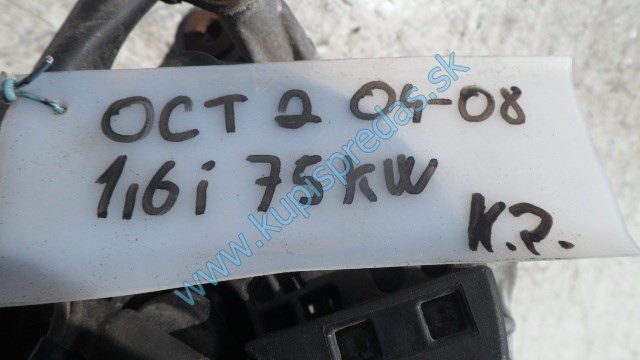 OCT 2 04-08
1,6i 75kW
K.P.
www.kupispredas.sk